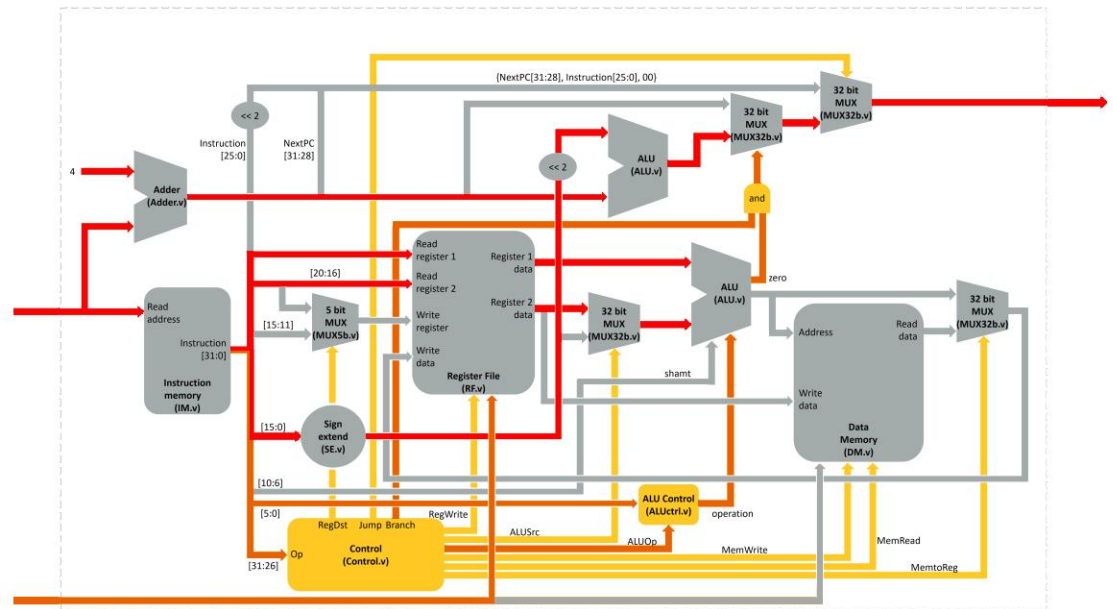 {NextPC[31:28], Instruction[25:0], 00}
32 bit
MUX
(MUX32b.v)
32 bit
MUX
(MUX32b.v)
<< 2
Instruction
[25:0]
NextPC
[31:28]
4
Adder
(Adder.v)
<< 2
ALU
(ALU.v)
and
Read
register 1
Read
register 2
Write
register
Write
data
Register 1
data
Register 2
data
Register File
(RF.v)
[20:16]
[15:11]
5 bit
MUX
(MUX5b.v)
Read
address
Instruction
[31:0]
Instruction
memory
(IM.v)
32 bit
MUX
(MUX32b.v)
ALU
(ALU.v)
zero
shamt
Address
Read
data
Write
data
Data
Memory
(DM.v)
32 bit
MUX
(MUX32b.v)
[15:0]
Sign
extend
(SE.v)
[10:6]
[5:0]
ALU Control
(ALUctrl.v)
operation
RegDst
Jump
Branch
RegWrite
ALUSrc
ALUOp
MemWrite
MemRead
MemtoReg
Op
Control
(Control.v)
[31:26]